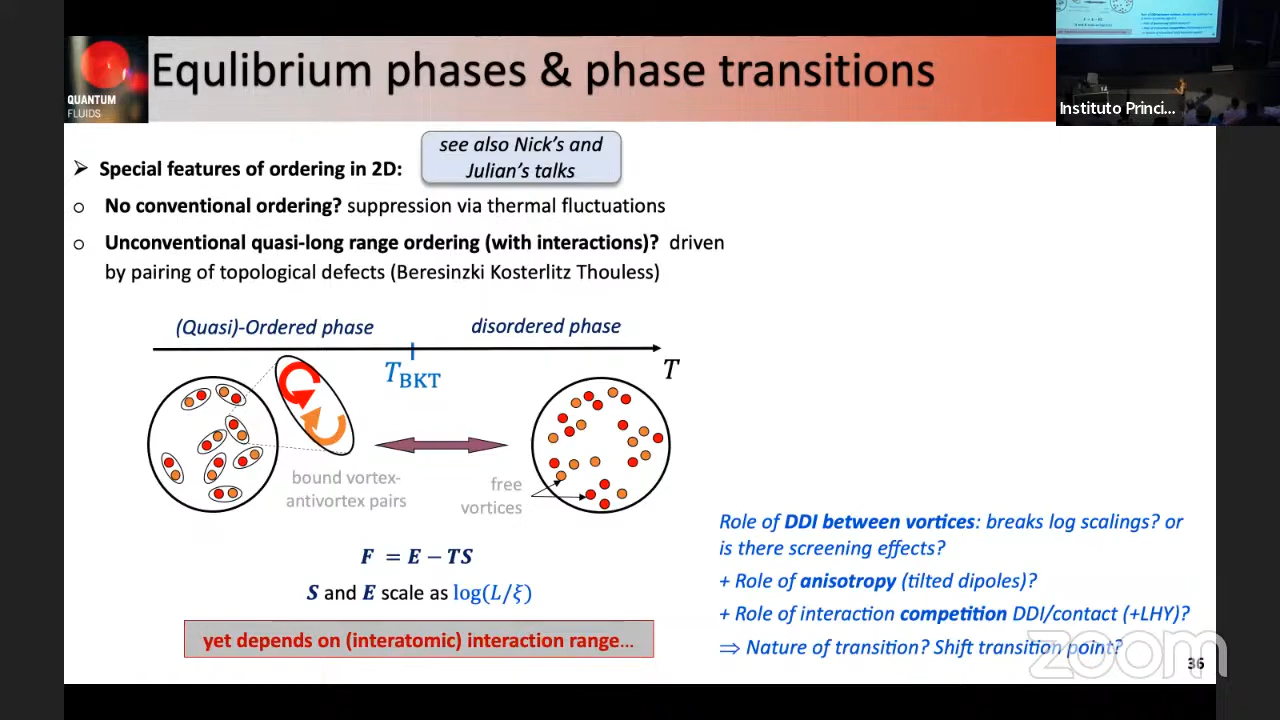 Equlibrium phases & phase transitions
QUANTUM
FLUIDS
Instituto Princi...
see also Nick's and
Julian's talks
➢ Special features of ordering in 2D:
o No conventional ordering? suppression via thermal fluctuations
o Unconventional quasi-long range ordering (with interactions)? driven
by pairing of topological defects (Beresinzki Kosterlitz Thouless)
(Quasi)-Ordered phase
disordered phase
T_BKT
T
bound vortex-
antivortex pairs
free
vortices
F = E − TS
S and E scale as log(L/ξ)
yet depends on (interatomic) interaction range...
Role of DDI between vortices: breaks log scalings? or
is there screening effects?
+ Role of anisotropy (tilted dipoles)?
+ Role of interaction competition DDI/contact (+LHY)?
⇒ Nature of transition? Shift transition point?
zoom
36